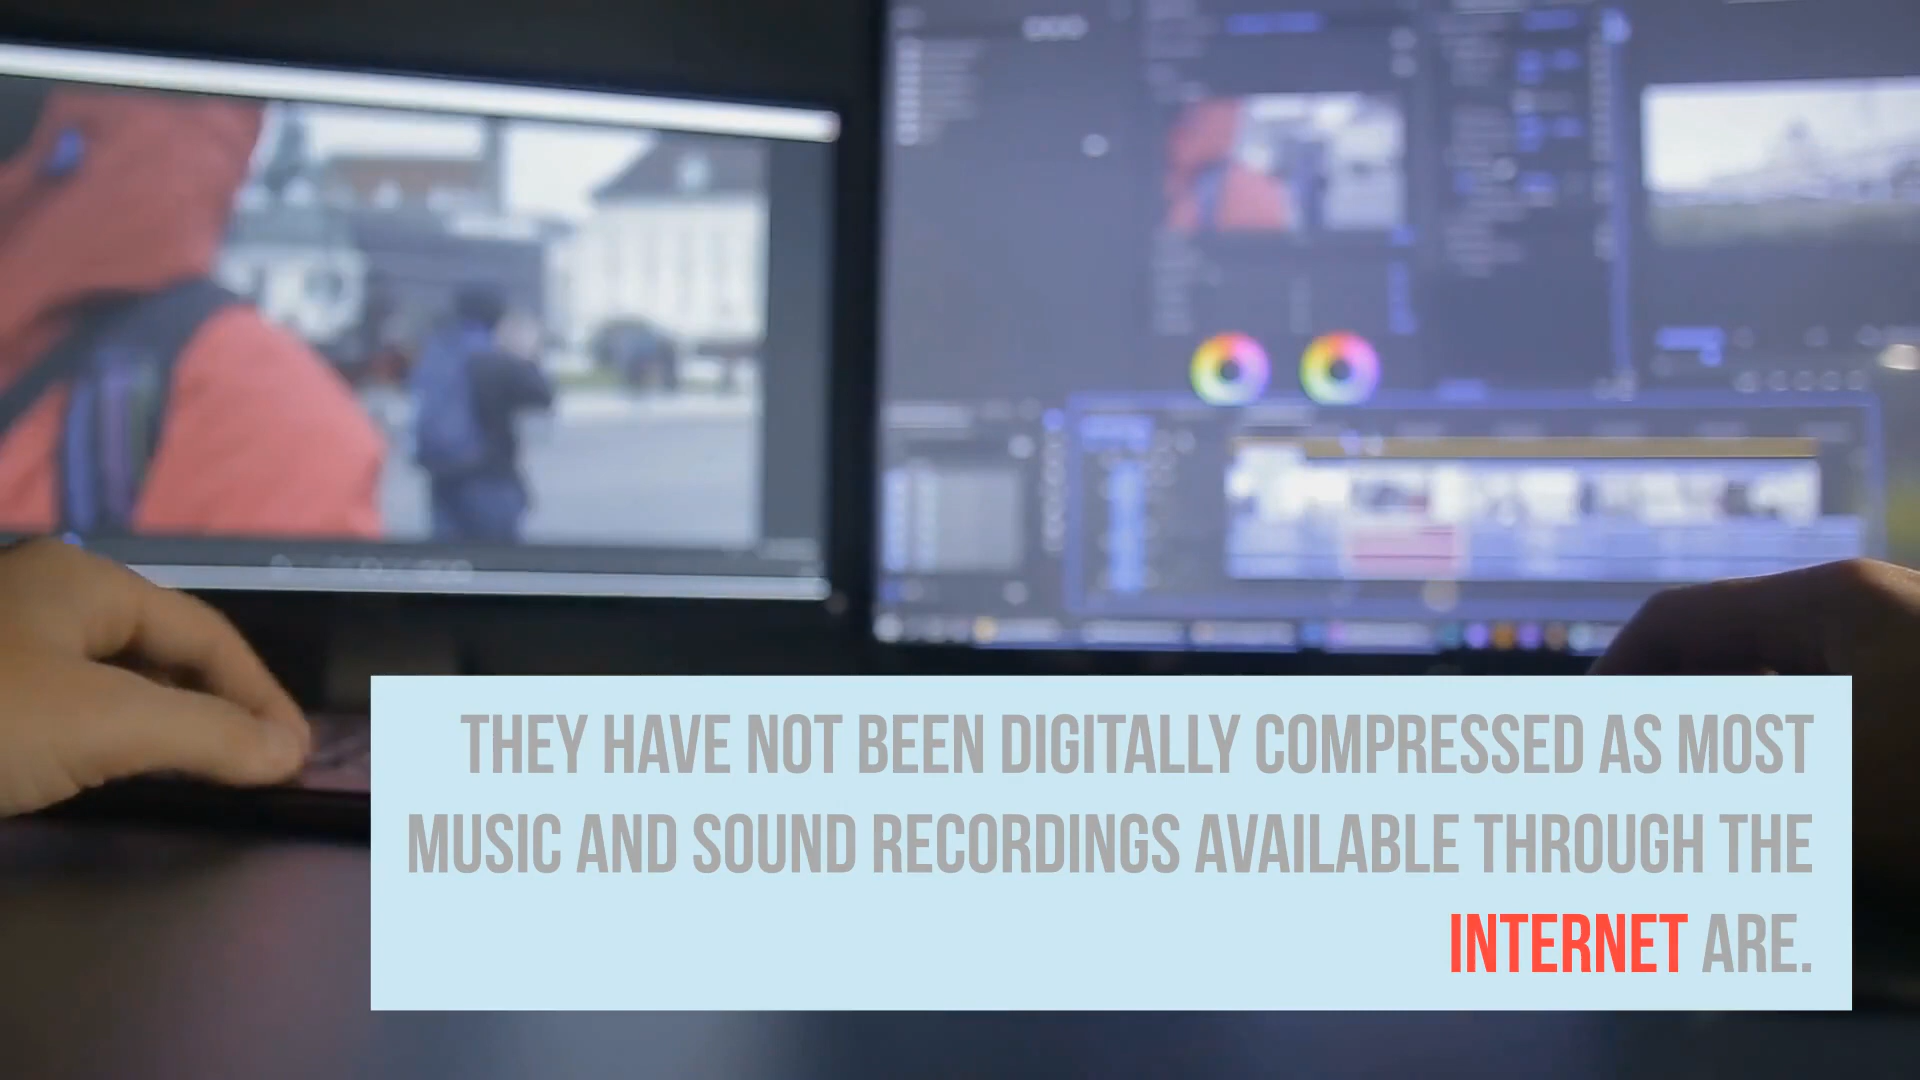 THEY HAVE NOT BEEN DIGITALLY COMPRESSED AS MOST
MUSIC AND SOUND RECORDINGS AVAILABLE THROUGH THE
INTERNET ARE.